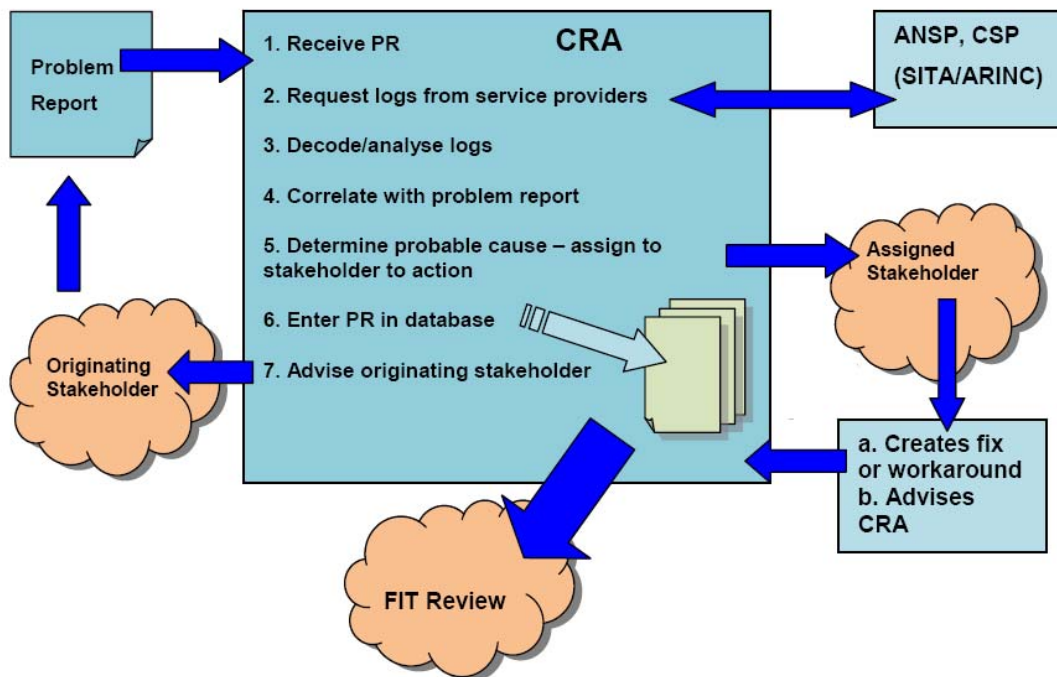 Problem
Report
CRA
1. Receive PR
2. Request logs from service providers
3. Decode/analyse logs
4. Correlate with problem report
5. Determine probable cause – assign to
stakeholder to action
6. Enter PR in database
7. Advise originating stakeholder
ANSP, CSP
(SITA/ARINC)
Assigned
Stakeholder
a. Creates fix
or workaround
b. Advises
CRA
Originating
Stakeholder
FIT Review